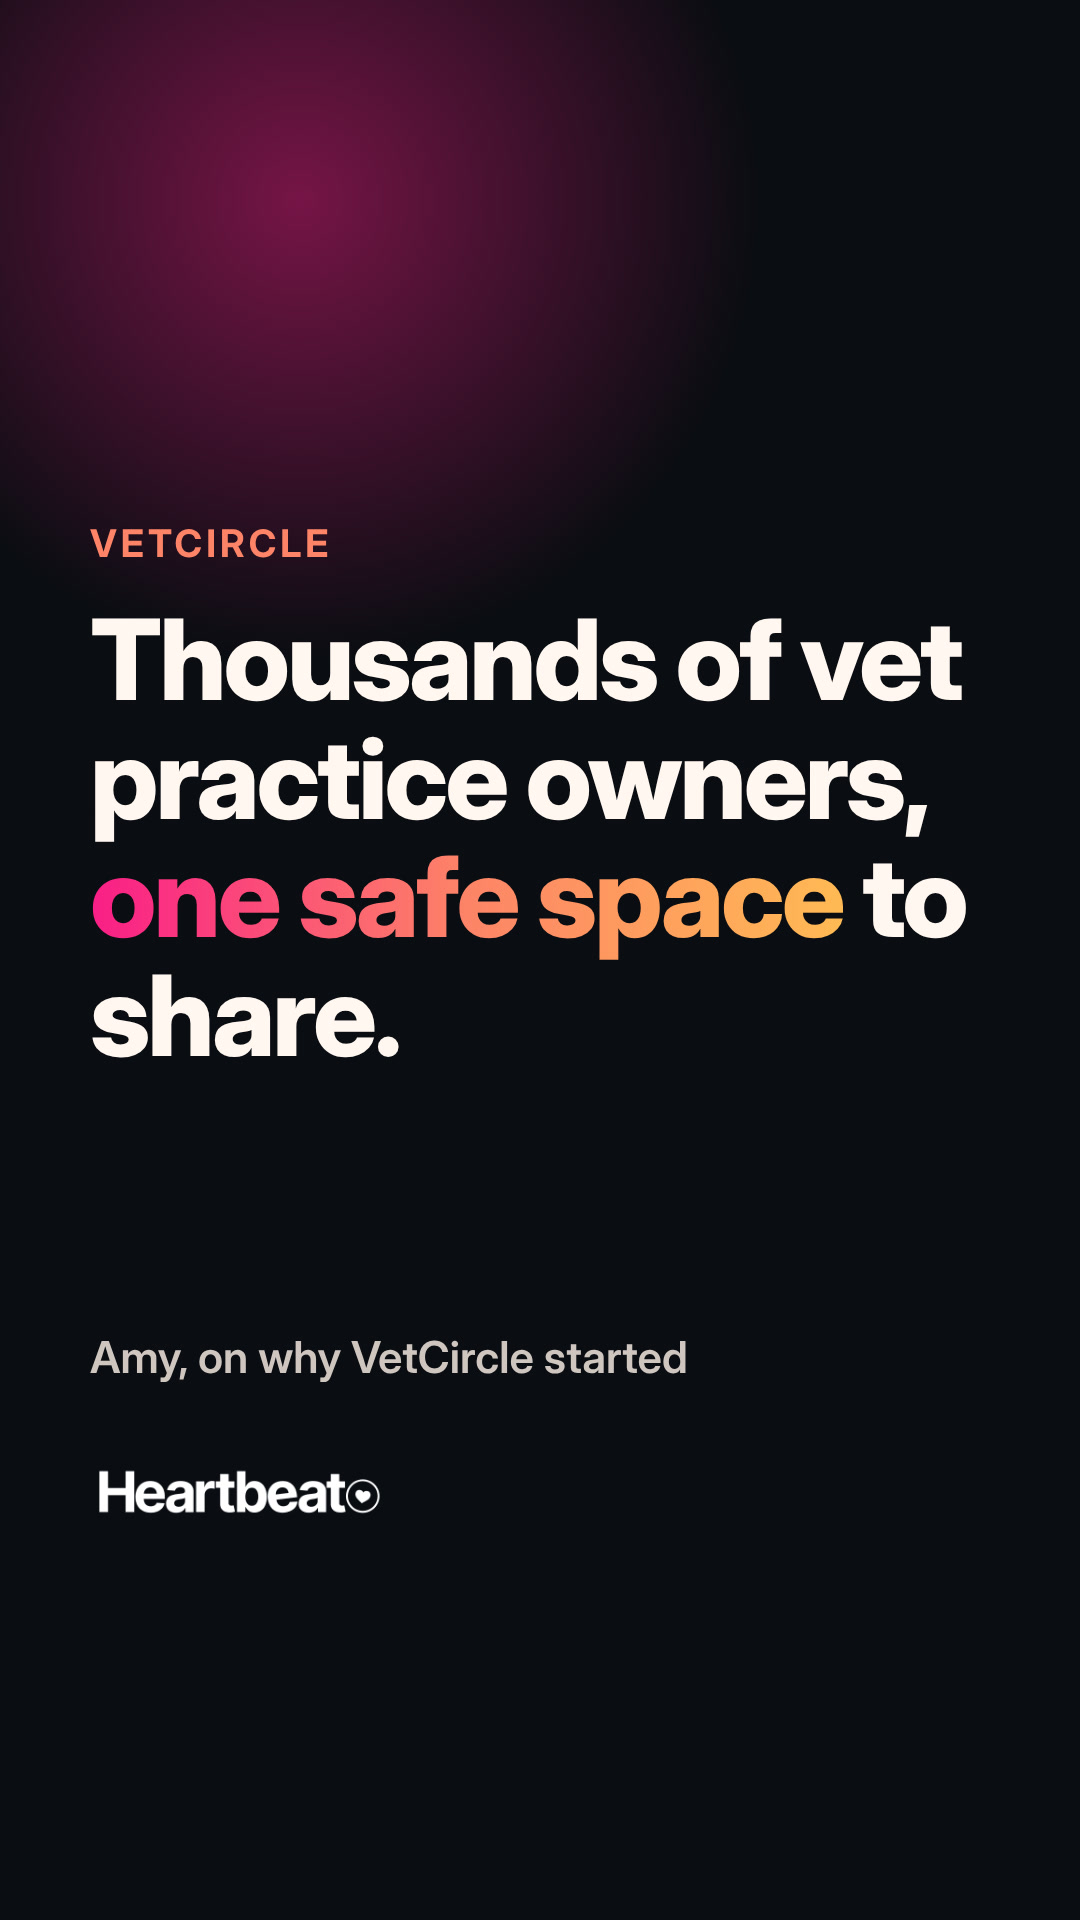 VETCIRCLE
Thousands of vet
practice owners,
one safe space to
share.
Amy, on why VetCircle started
Heartbeat